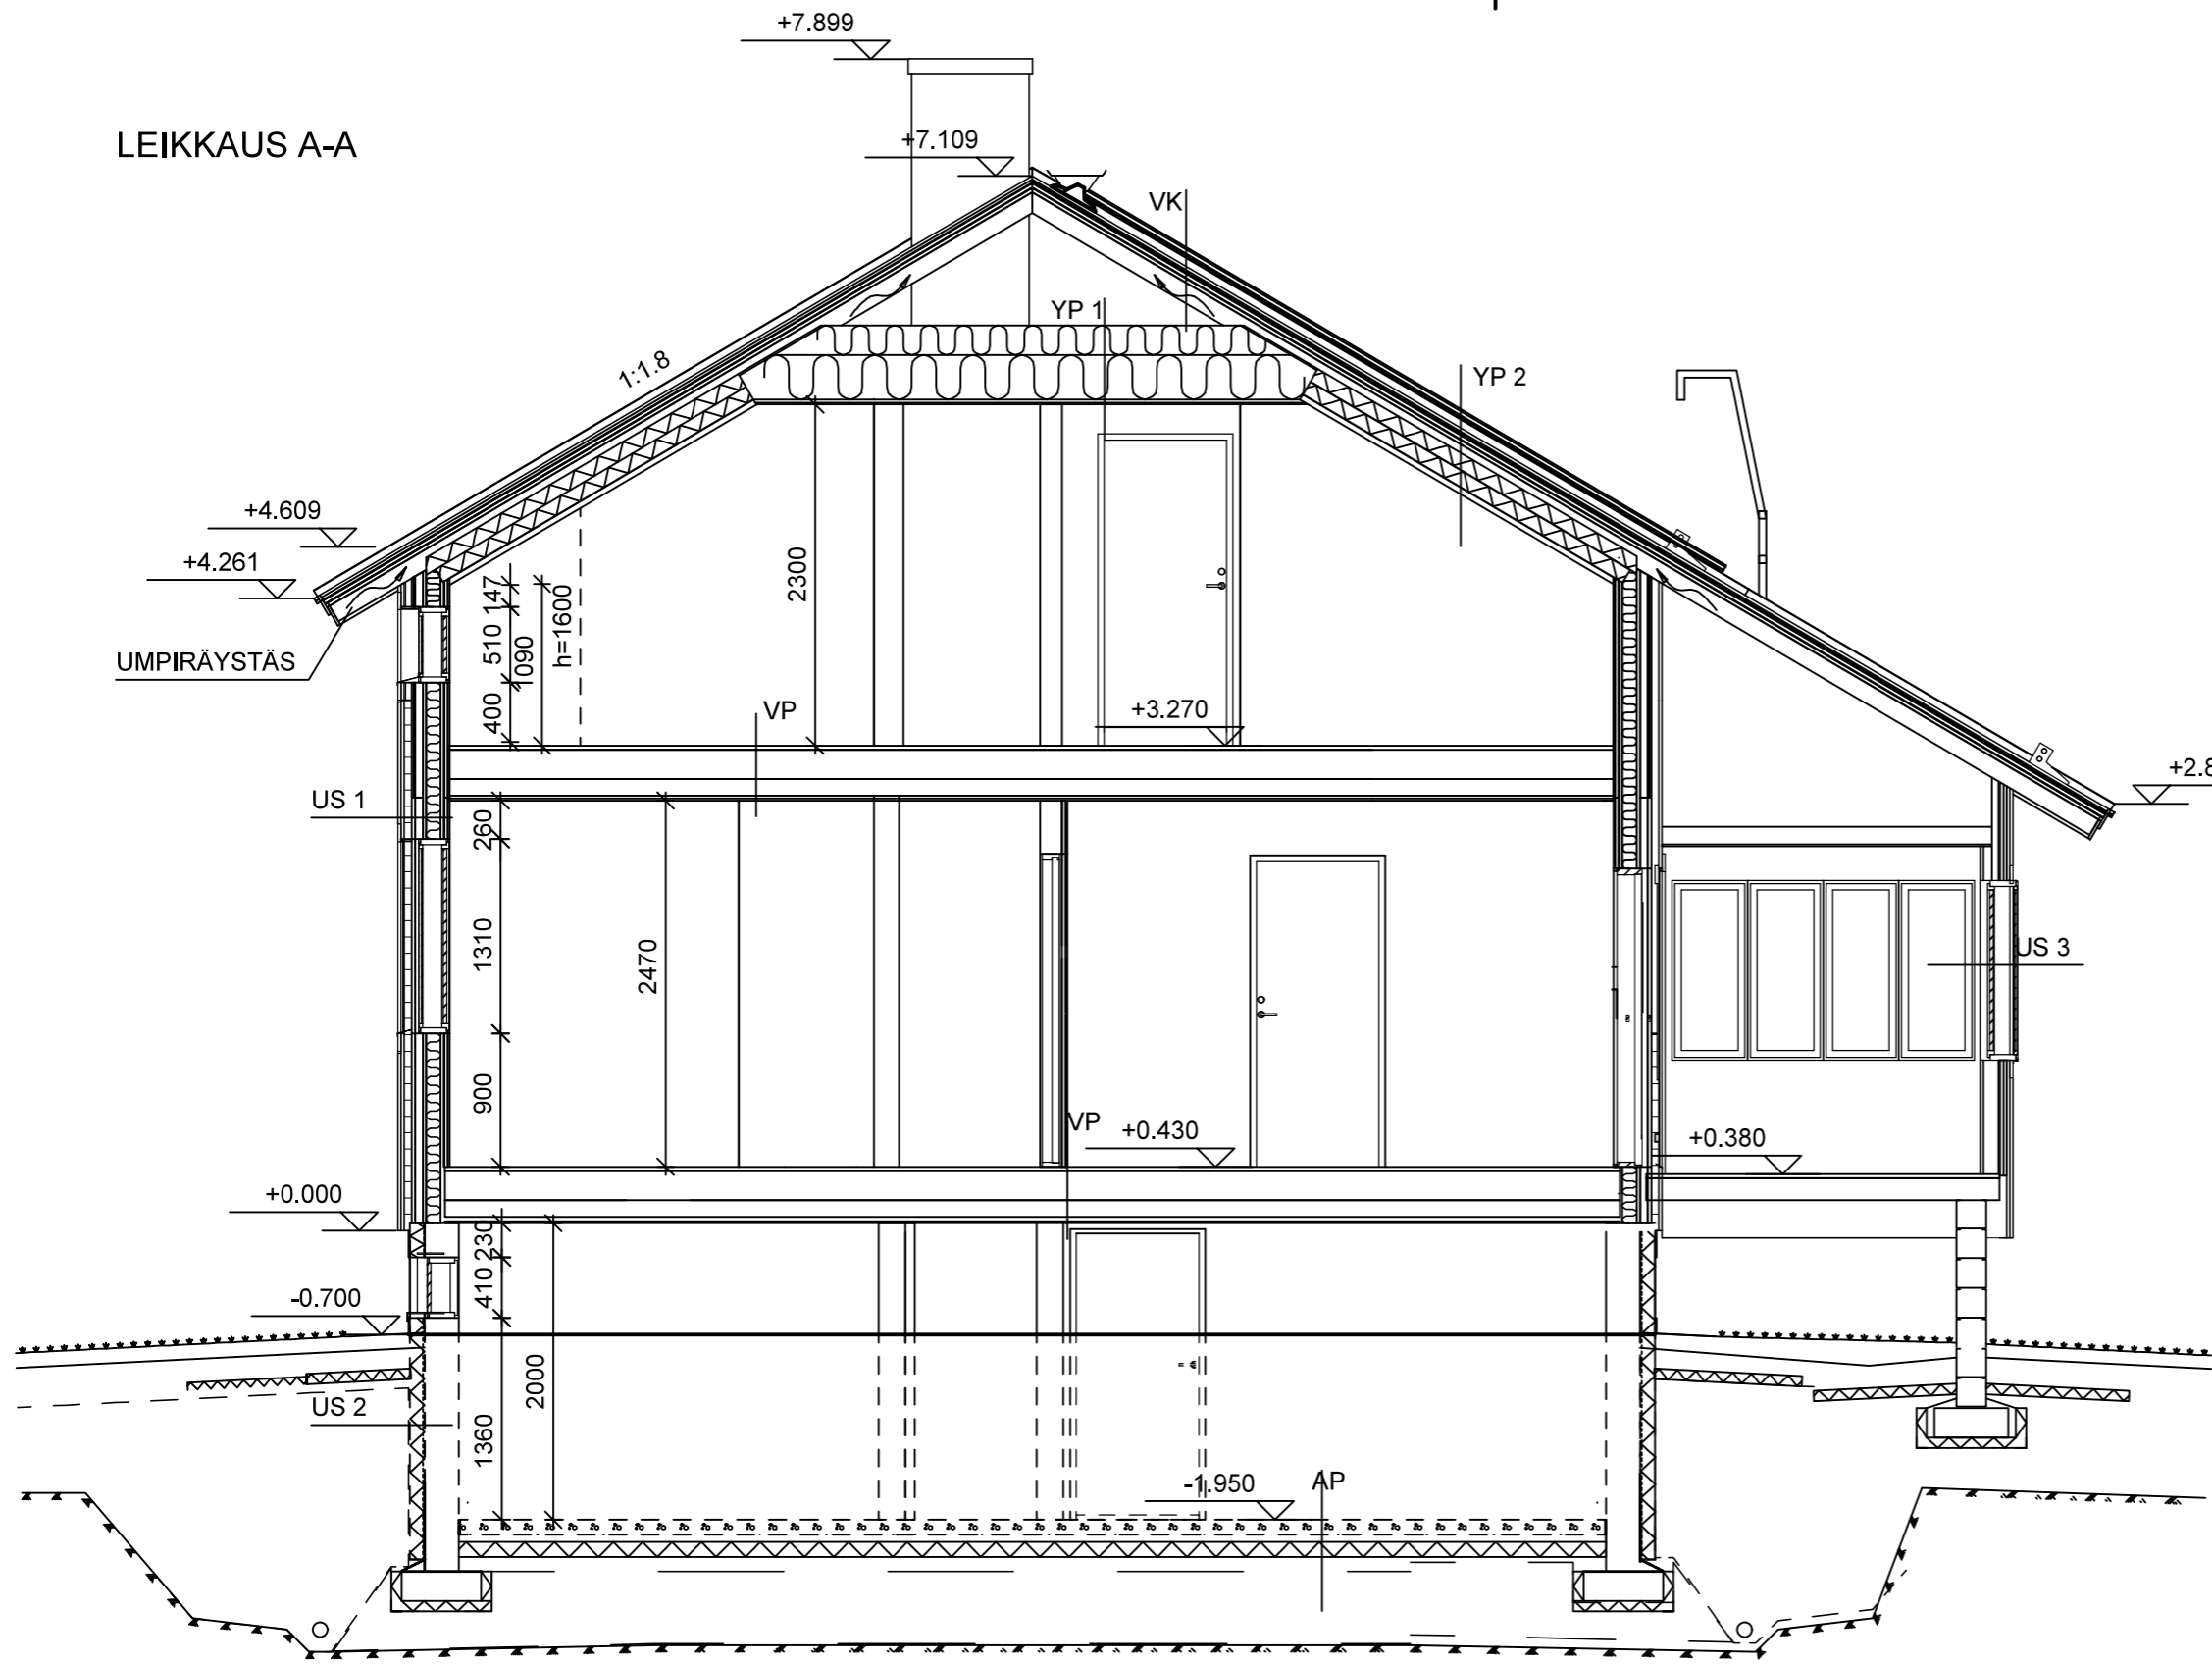 +7.899
LEIKKAUS A-A
+7.109
VK
YP 1
1:1.8
YP 2
+4.609
+4.261
147
510
1090
h=1600
2300
UMPIRÄYSTÄS
400
VP
+3.270
+2.8
US 1
260
1310
2470
US 3
900
VP
+0.430
+0.380
+0.000
230
410
-0.700
2000
US 2
1360
-1.950
AP